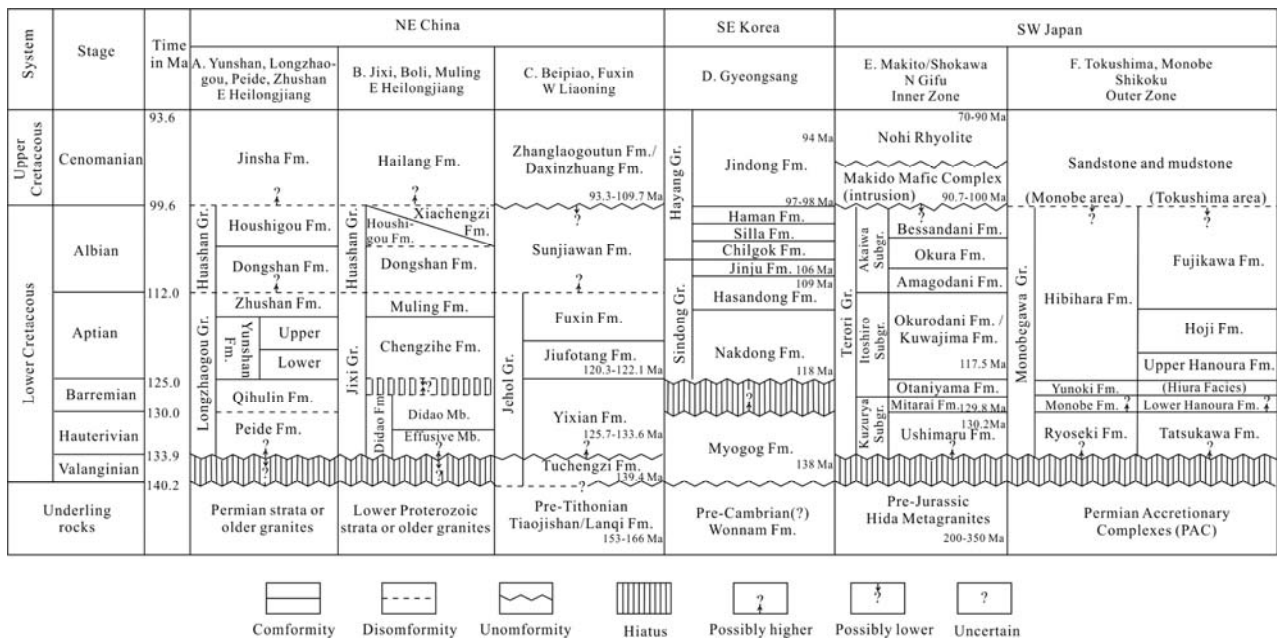 System
Stage
Time
in Ma
NE China
SE Korea
SW Japan
A. Yunshan, Longzhao-
gou, Peide, Zhushan
E Heilongjiang
B. Jixi, Boli, Muling
E Heilongjiang
C. Beipiao, Fuxin
W Liaoning
D. Gyeongsang
E. Makito/Shokawa
N Gifu
Inner Zone
F. Tokushima, Monobe
Shikoku
Outer Zone
Upper
Cretaceous
Lower Cretaceous
Cenomanian
Albian
Aptian
Barremian
Hauterivian
Valanginian
Underling
rocks
93.6
99.6
112.0
125.0
130.0
133.9
140.2
Jinsha Fm.
?
Huashan Gr.
Houshigou Fm.
Dongshan Fm.
?
Longzhaogou Gr.
Zhushan Fm.
Yunshan
Fm.
Upper
Lower
Qihulin Fm.
Peide Fm.
?
?
Permian strata or
older granites
Hailang Fm.
?
Huashan Gr.
Xiachengzi
Fm.
Houshi-
gou Fm.
Dongshan Fm.
Jixi Gr.
Muling Fm.
Chengzihe Fm.
?
Didao Fm
Didao Mb.
Effusive Mb.
?
?
Lower Proterozoic
strata or older granites
Zhanglaogoutun Fm./
Daxinzhuang Fm.
93.3-109.7 Ma
?
Sunjiawan Fm.
?
Jehol Gr.
Fuxin Fm.
Jiufotang Fm.
120.3-122.1 Ma
Yixian Fm.
125.7-133.6 Ma
?
Tuchengzi Fm.
139.4 Ma
?
Pre-Tithonian
Tiaojishan/Lanqi Fm.
153-166 Ma
Hayang Gr.
94 Ma
Jindong Fm.
97-98 Ma
Haman Fm.
Silla Fm.
Chilgok Fm.
Sindong Gr.
Jinju Fm. 106 Ma
109 Ma
Hasandong Fm.
Nakdong Fm.
118 Ma
?
Myogog Fm.
138 Ma
Pre-Cambrian(?)
Wonnam Fm.
70-90 Ma
Nohi Rhyolite
Makido Mafic Complex
(intrusion) 90.7-100 Ma
?
Terori Gr.
Akaiwa
Subgr.
Bessandani Fm.
Okura Fm.
Amagodani Fm.
Itoshiro
Subgr.
Okurodani Fm. /
Kuwajima Fm.
117.5 Ma
Otaniyama Fm.
Kuzurya
Subgr.
Mitarai Fm. 129.8 Ma
130.2Ma
Ushimaru Fm.
?
Pre-Jurassic
Hida Metagranites
200-350 Ma
Sandstone and mudstone
(Monobe area) (Tokushima area)
? ?
Monobegawa Gr.
Hibihara Fm.
Fujikawa Fm.
Hoji Fm.
Upper Hanoura Fm.
Yunoki Fm. (Hiura Facies)
Monobe Fm. ? Lower Hanoura Fm. ?
Ryoseki Fm. Tatsukawa Fm.
? ?
Permian Accretionary
Complexes (PAC)
? ? ?
Comformity Disomformity Unomformity Hiatus Possibly higher Possibly lower Uncertain